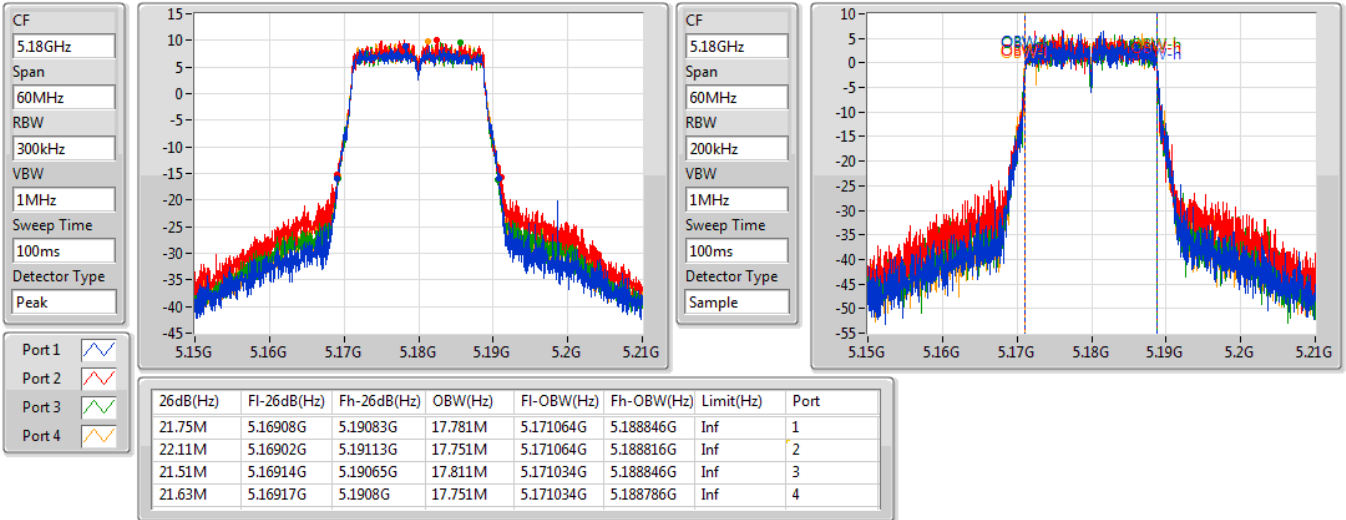 CF
5.18GHz
Span
60MHz
RBW
300kHz
VBW
1MHz
Sweep Time
100ms
Detector Type
Peak
15
10
5
0
-5
-10
-15
-20
-25
-30
-35
-40
-45
5.15G 5.16G 5.17G 5.18G 5.19G 5.2G 5.21G
CF
5.18GHz
Span
60MHz
RBW
200kHz
VBW
1MHz
Sweep Time
100ms
Detector Type
Sample
10
5
0
-5
-10
-15
-20
-25
-30
-35
-40
-45
-50
-55
5.15G 5.16G 5.17G 5.18G 5.19G 5.2G 5.21G
Port 1
Port 2
Port 3
Port 4
26dB(Hz) Fl-26dB(Hz) Fh-26dB(Hz) OBW(Hz) Fl-OBW(Hz) Fh-OBW(Hz) Limit(Hz) Port
21.75M 5.16908G 5.19083G 17.781M 5.171064G 5.188846G Inf 1
22.11M 5.16902G 5.19113G 17.751M 5.171064G 5.188816G Inf 2
21.51M 5.16914G 5.19065G 17.811M 5.171034G 5.188846G Inf 3
21.63M 5.16917G 5.1908G 17.751M 5.171034G 5.188786G Inf 4